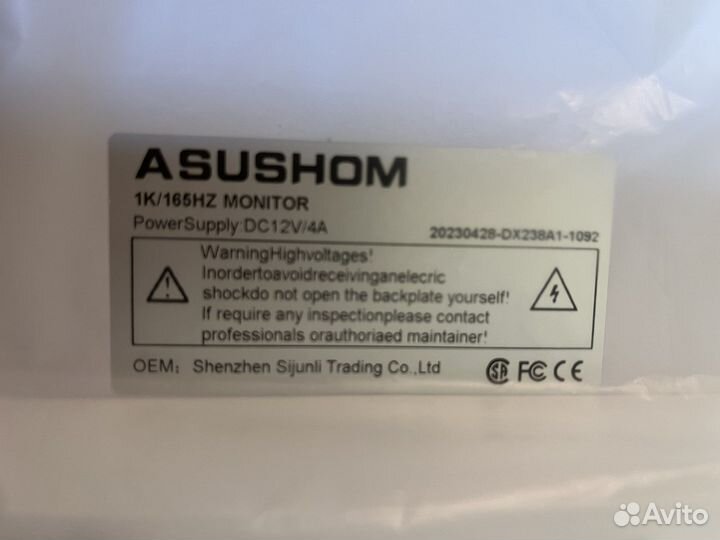 ASUSHOM
1K/165HZ MONITOR
PowerSupply:DC12V/4A
20230428-DX238A1-1092
WarningHighvoltages!
Inordertoavoidreceivinganelecric
shockdo not open the backplate yourself!
If require any inspectionplease contact
professionals orauthoriaed maintainer!
OEM: Shenzhen Sijunli Trading Co.,Ltd
SA FC CE
Avito